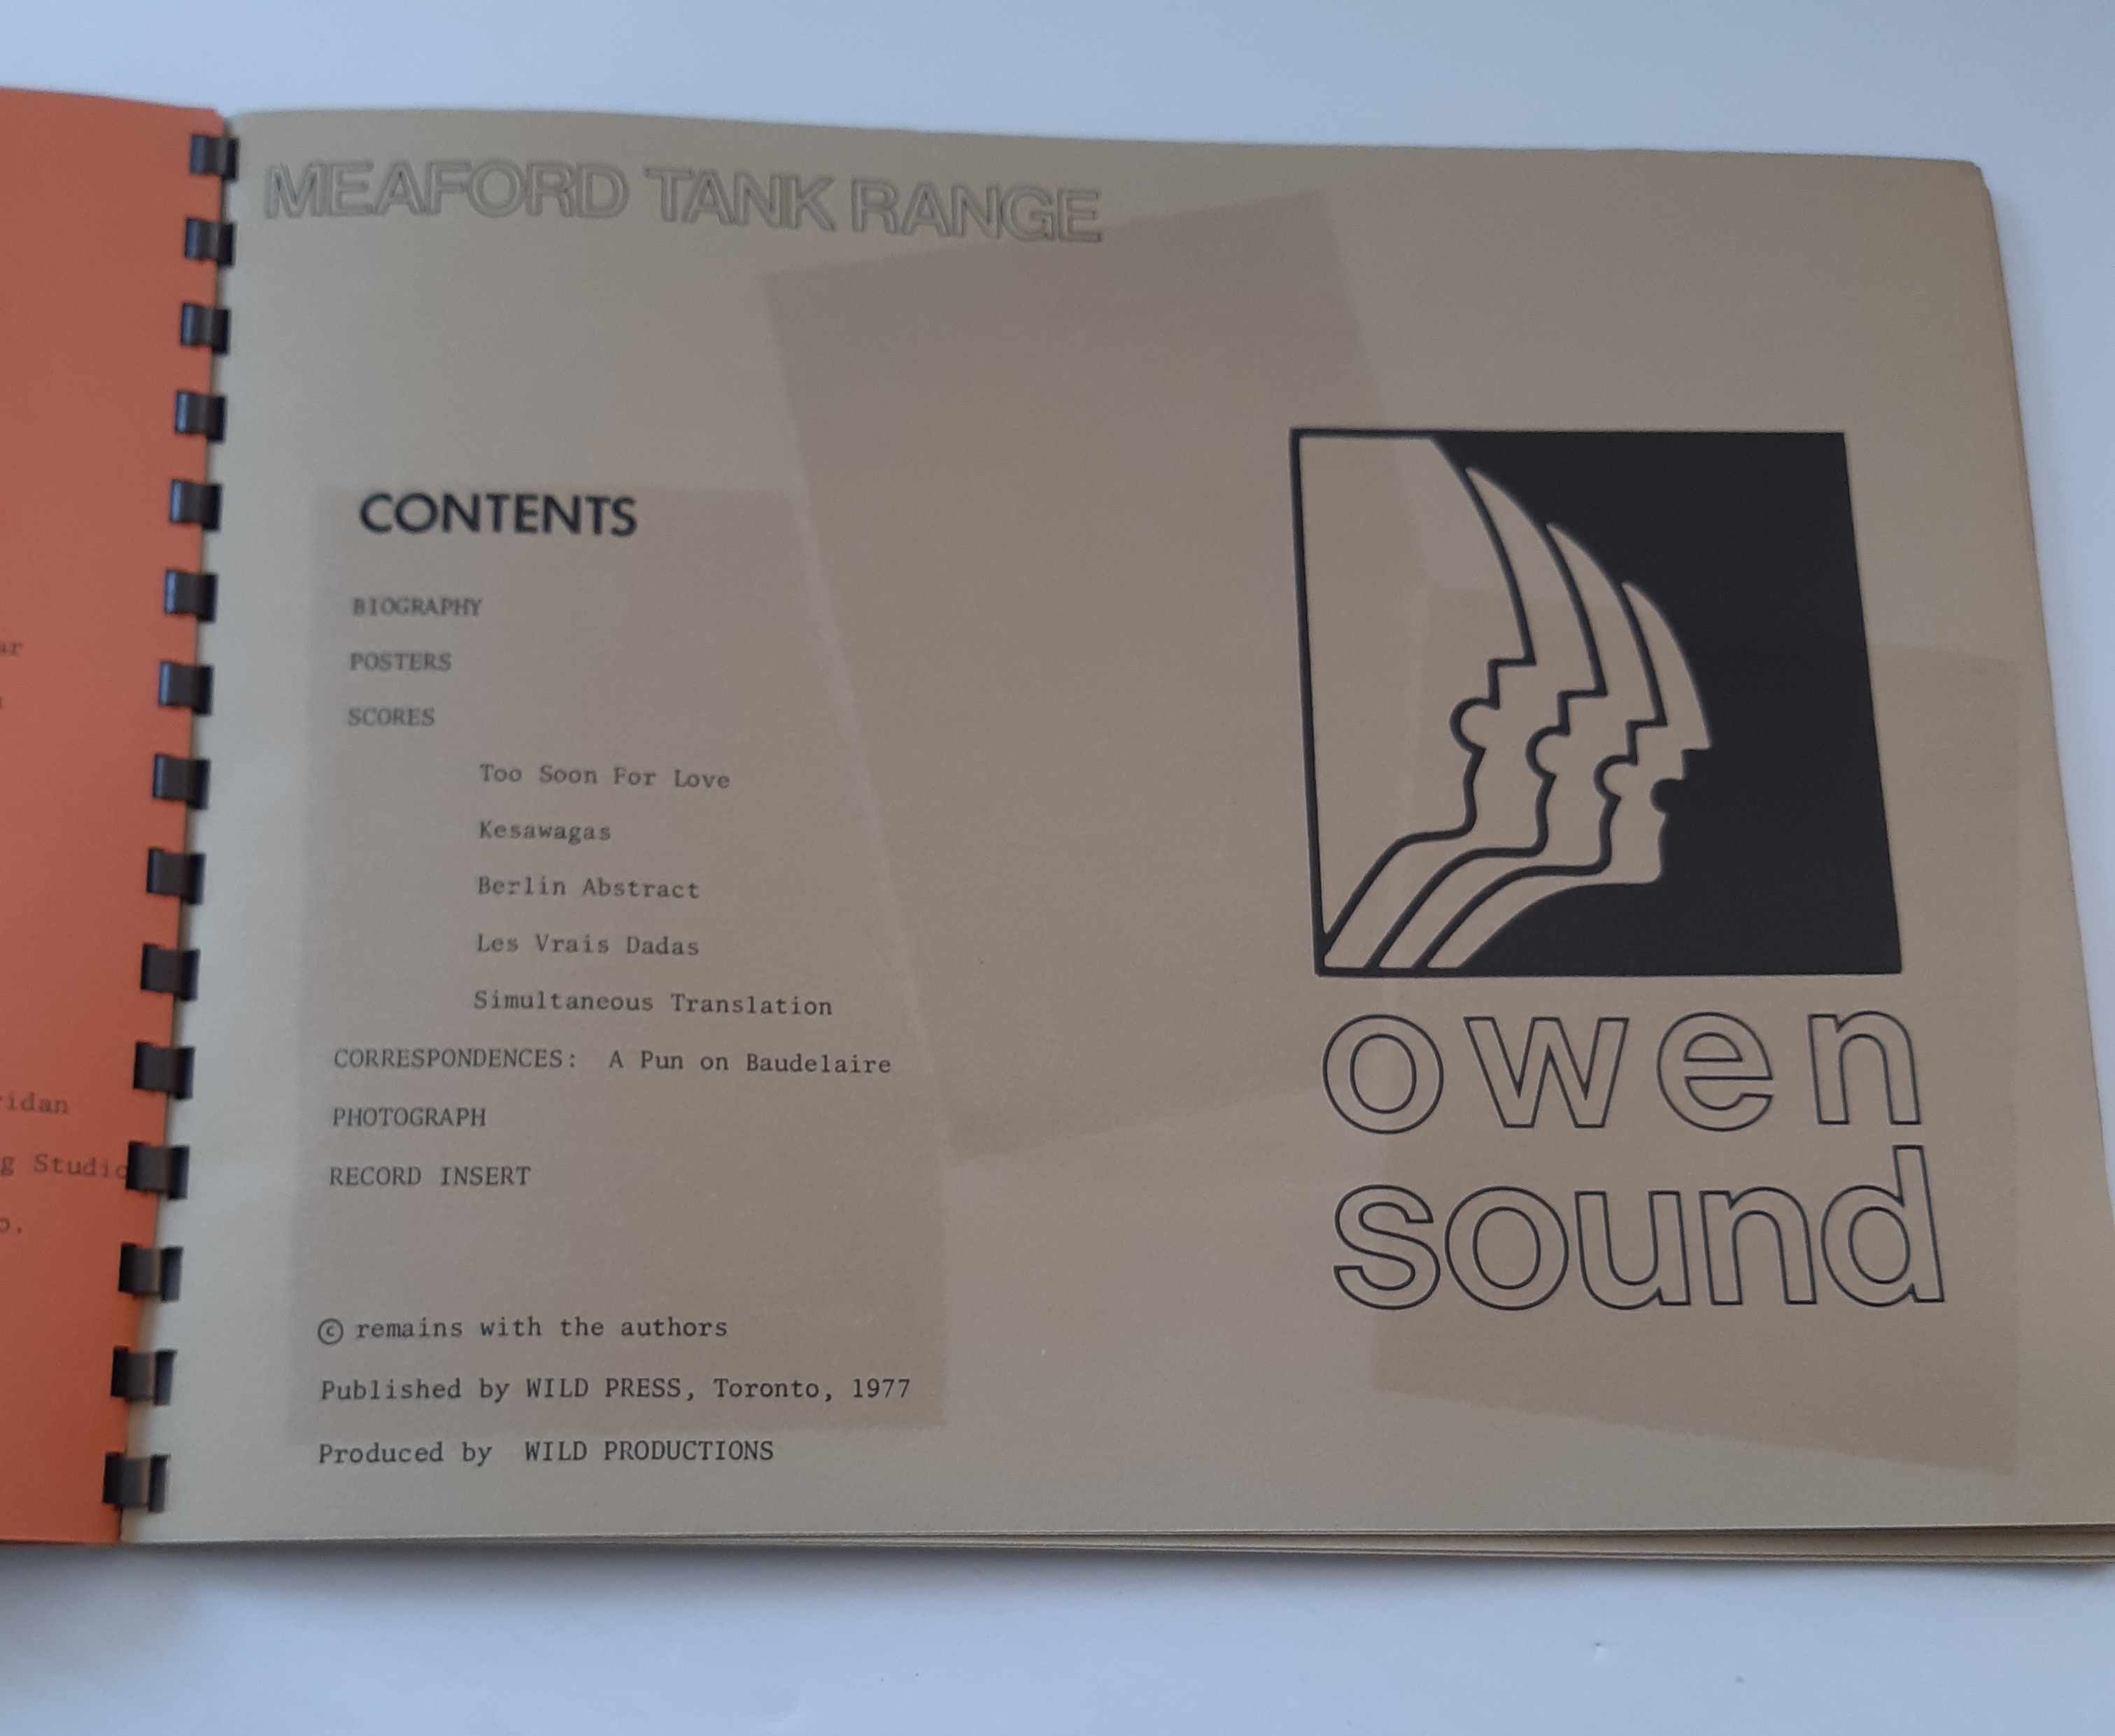 MEAFORD TANK RANGE
CONTENTS
BIOGRAPHY
POSTERS
SCORES
Too Soon For Love
Kesawagas
Berlin Abstract
Les Vrais Dadas
Simultaneous Translation
CORRESPONDENCES: A Pun on Baudelaire
PHOTOGRAPH
RECORD INSERT
© remains with the authors
Published by WILD PRESS, Toronto, 1977
Produced by WILD PRODUCTIONS
owen
sound